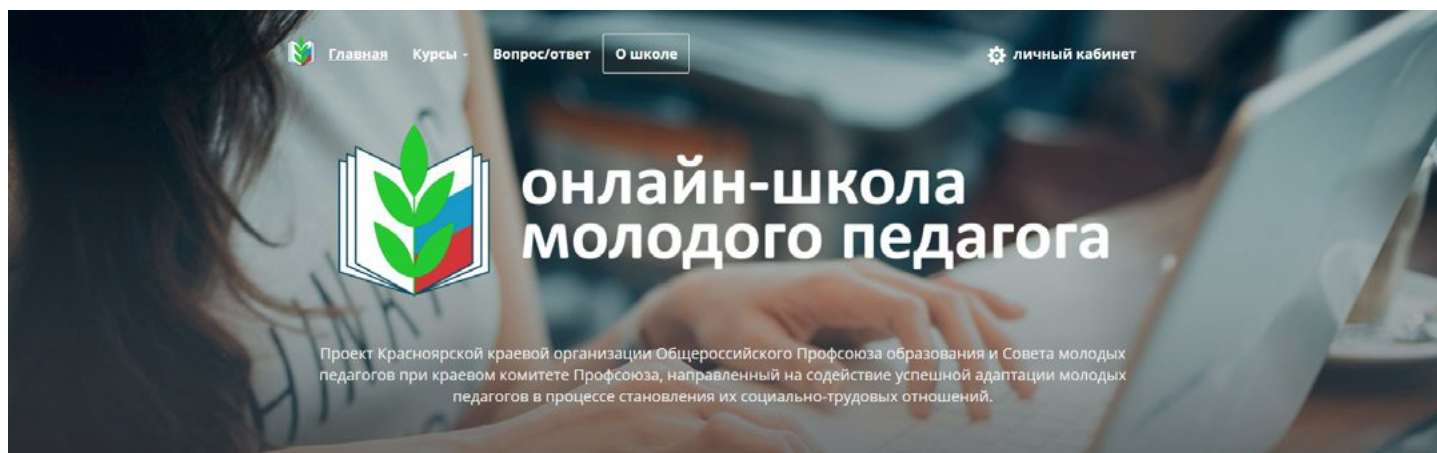 Главная Курсы Вопрос/ответ О школе личный кабинет
онлайн-школа
молодого педагога
Проект Красноярской краевой организации Общероссийского Профсоюза образования и Совета молодых
педагогов при краевом комитете Профсоюза, направленный на содействие успешной адаптации молодых
педагогов в процессе становления их социально-трудовых отношений.